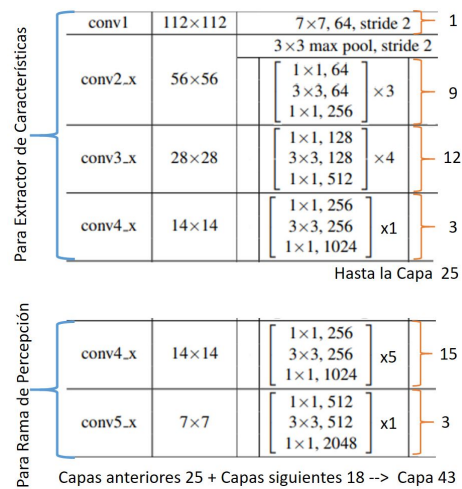 Para Extractor de Características
conv1 112×112 7×7, 64, stride 2 1
3×3 max pool, stride 2
conv2_x 56×56 1×1, 64
3×3, 64 ×3 9
1×1, 256
conv3_x 28×28 1×1, 128
3×3, 128 ×4 12
1×1, 512
conv4_x 14×14 1×1, 256
3×3, 256 x1 3
1×1, 1024
Hasta la Capa 25
Para Rama de Percepción
conv4_x 14×14 1×1, 256
3×3, 256 x5 15
1×1, 1024
conv5_x 7×7 1×1, 512
3×3, 512 x1 3
1×1, 2048
Capas anteriores 25 + Capas siguientes 18 --> Capa 43